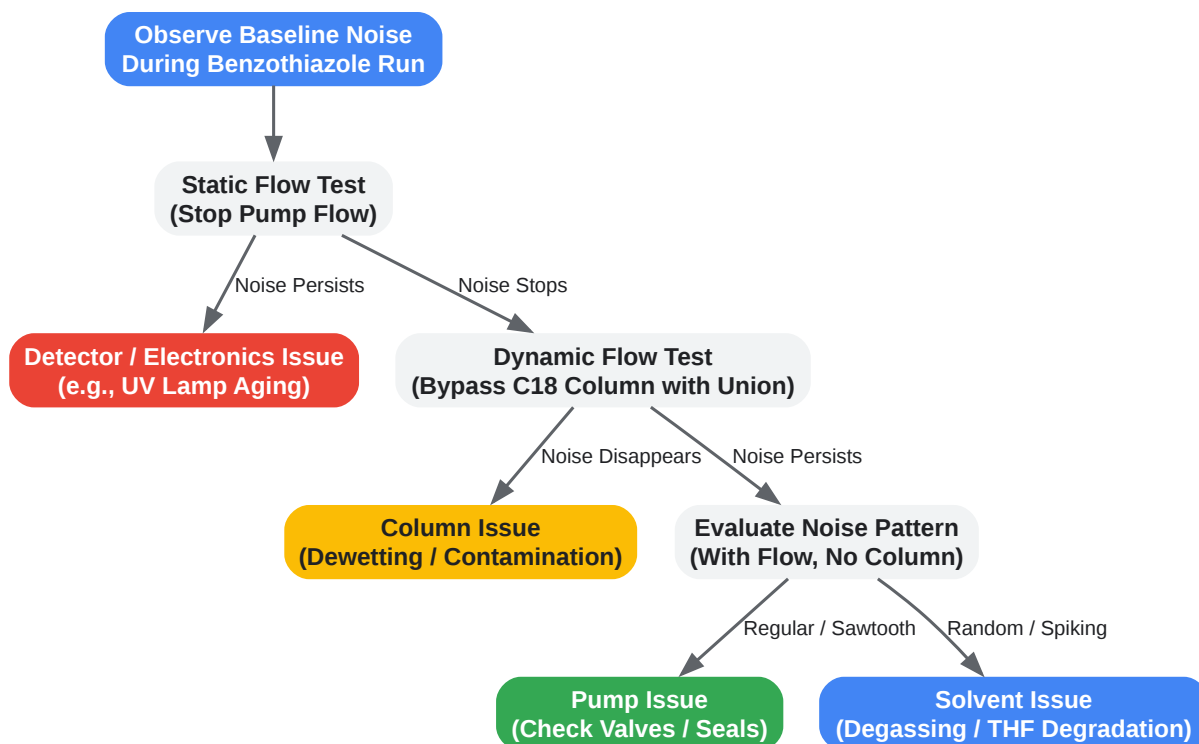 Observe Baseline Noise
During Benzothiazole Run
Static Flow Test
(Stop Pump Flow)
Noise Persists
Noise Stops
Detector / Electronics Issue
(e.g., UV Lamp Aging)
Dynamic Flow Test
(Bypass C18 Column with Union)
Noise Disappears
Noise Persists
Column Issue
(Dewetting / Contamination)
Evaluate Noise Pattern
(With Flow, No Column)
Regular / Sawtooth
Random / Spiking
Pump Issue
(Check Valves / Seals)
Solvent Issue
(Degassing / THF Degradation)